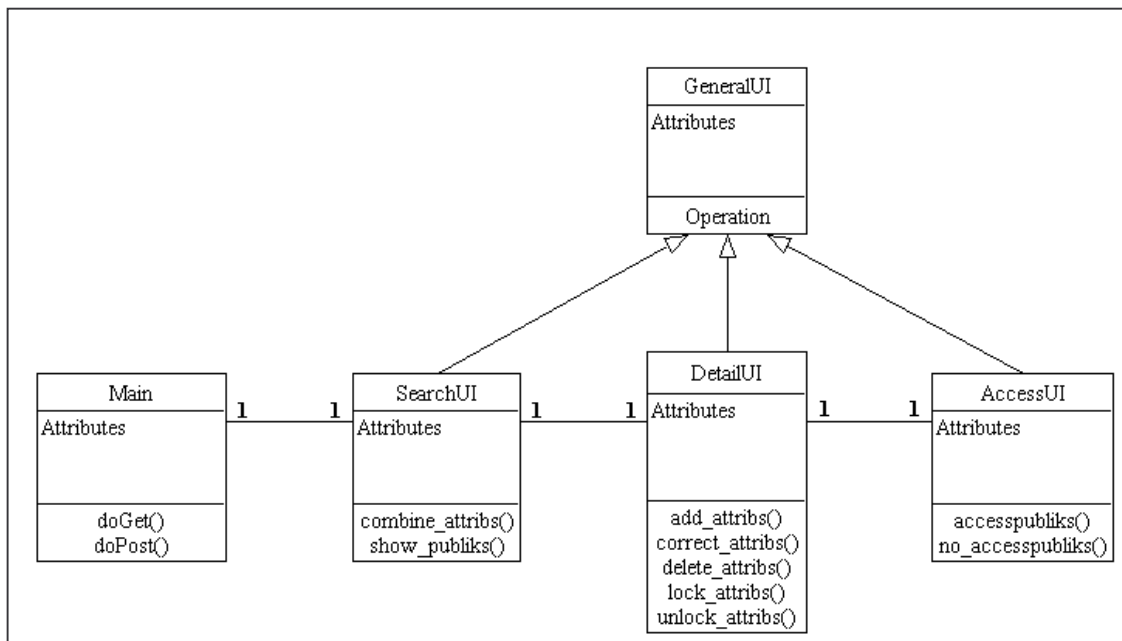 GeneralUI
Attributes
Operation
Main
Attributes
doGet()
doPost()
1
1
SearchUI
Attributes
combine_attribs()
show_publiks()
1
1
DetailUI
Attributes
add_attribs()
correct_attribs()
delete_attribs()
lock_attribs()
unlock_attribs()
1
1
AccessUI
Attributes
accesspubliks()
no_accesspubliks()